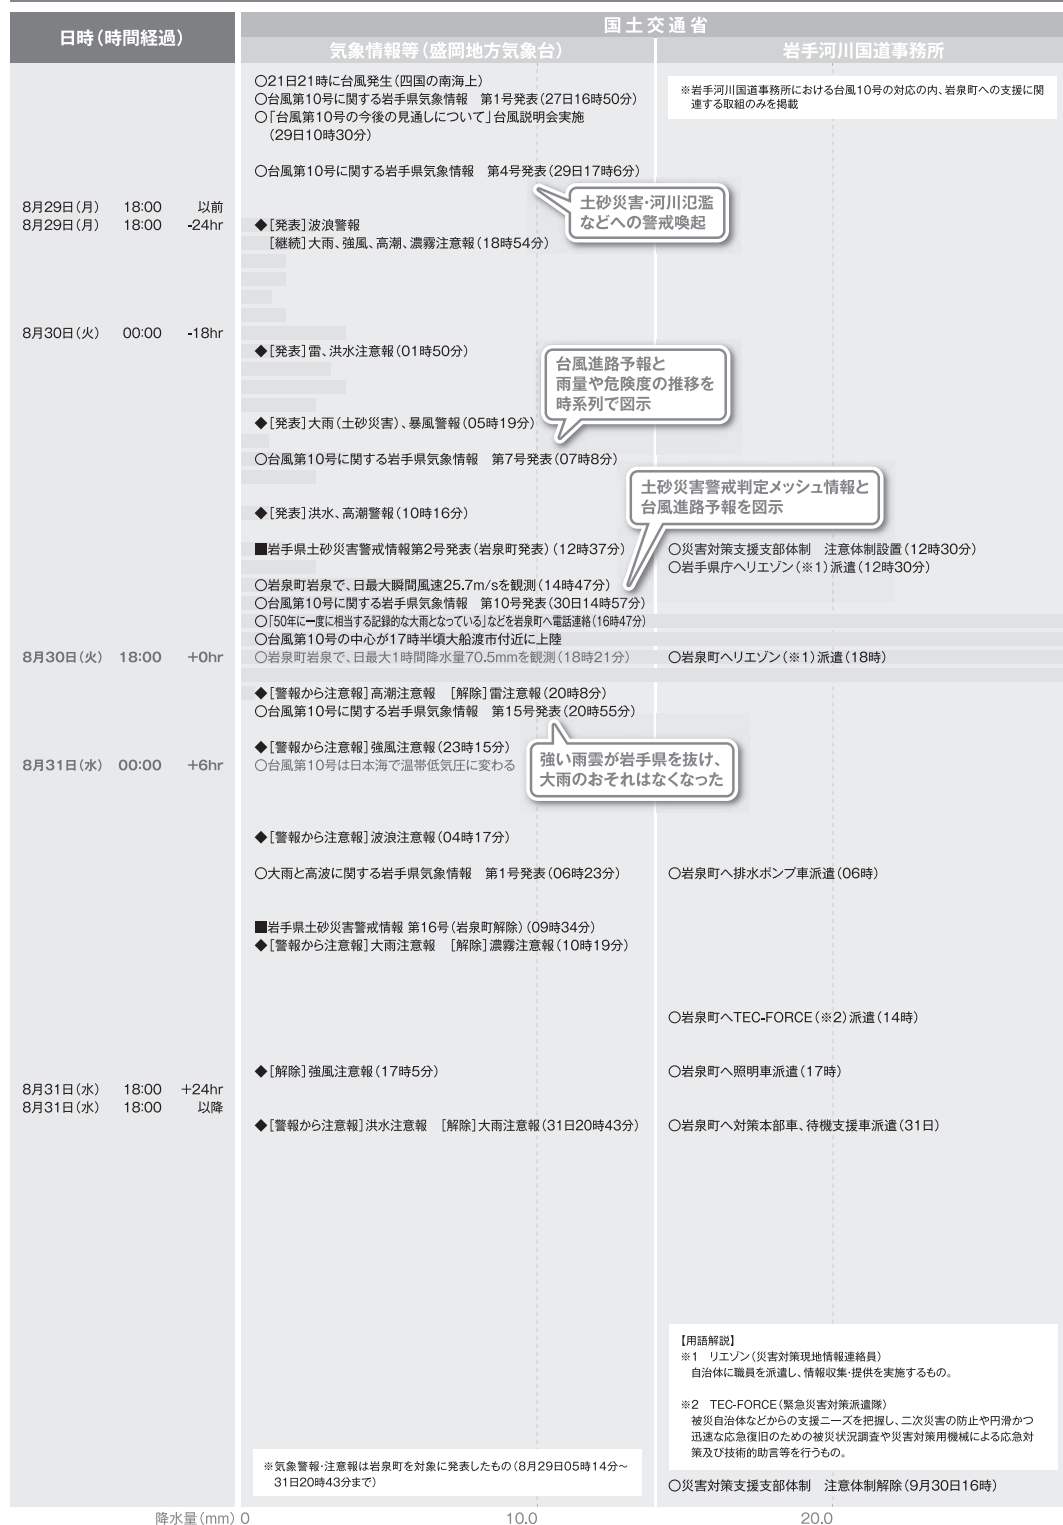 日時(時間経過)
国土交通省
気象情報等(盛岡地方気象台)
岩手河川国道事務所
○21日21時に台風発生(四国の南海上)
○台風第10号に関する岩手県気象情報　第1号発表(27日16時50分)
○「台風第10号の今後の見通しについて」台風説明会実施
(29日10時30分)
※岩手河川国道事務所における台風10号の対応の内、岩泉町への支援に関
連する取組のみを掲載
○台風第10号に関する岩手県気象情報　第4号発表(29日17時6分)
土砂災害・河川氾濫
などへの警戒喚起
8月29日(月)　18:00　以前
8月29日(月)　18:00　-24hr
◆[発表]波浪警報
[継続]大雨、強風、高潮、濃霧注意報(18時54分)
8月30日(火)　00:00　-18hr
◆[発表]雷、洪水注意報(01時50分)
台風進路予報と
雨量や危険度の推移を
時系列で図示
◆[発表]大雨(土砂災害)、暴風警報(05時19分)
○台風第10号に関する岩手県気象情報　第7号発表(07時8分)
土砂災害警戒判定メッシュ情報と
台風進路予報を図示
◆[発表]洪水、高潮警報(10時16分)
■岩手県土砂災害警戒情報第2号発表(岩泉町発表)(12時37分)
○災害対策支援支部体制　注意体制設置(12時30分)
○岩手県庁へリエゾン(※1)派遣(12時30分)
○岩泉町岩泉で、日最大瞬間風速25.7m/sを観測(14時47分)
○台風第10号に関する岩手県気象情報　第10号発表(30日14時57分)
○「50年に一度に相当する記録的な大雨となっている」などを岩泉町へ電話連絡(16時47分)
○台風第10号の中心が17時半頃大船渡市付近に上陸
8月30日(火)　18:00　+0hr
○岩泉町岩泉で、日最大1時間降水量70.5mmを観測(18時21分)
○岩泉町へリエゾン(※1)派遣(18時)
◆[警報から注意報]高潮注意報　[解除]雷注意報(20時8分)
○台風第10号に関する岩手県気象情報　第15号発表(20時55分)
◆[警報から注意報]強風注意報(23時15分)
8月31日(水)　00:00　+6hr
○台風第10号は日本海で温帯低気圧に変わる
強い雨雲が岩手県を抜け、
大雨のおそれはなくなった
◆[警報から注意報]波浪注意報(04時17分)
○大雨と高波に関する岩手県気象情報　第1号発表(06時23分)
○岩泉町へ排水ポンプ車派遣(06時)
■岩手県土砂災害警戒情報 第16号(岩泉町解除)(09時34分)
◆[警報から注意報]大雨注意報　[解除]濃霧注意報(10時19分)
○岩泉町へTEC-FORCE(※2)派遣(14時)
◆[解除]強風注意報(17時5分)
○岩泉町へ照明車派遣(17時)
8月31日(水)　18:00　+24hr
8月31日(水)　18:00　以降
◆[警報から注意報]洪水注意報　[解除]大雨注意報(31日20時43分)
○岩泉町へ対策本部車、待機支援車派遣(31日)
【用語解説】
※1　リエゾン(災害対策現地情報連絡員)
自治体に職員を派遣し、情報収集・提供を実施するもの。
※2　TEC-FORCE(緊急災害対策派遣隊)
被災自治体などからの支援ニーズを把握し、二次災害の防止や円滑かつ
迅速な応急復旧のための被災状況調査や災害対策用機械による応急対
策及び技術的助言等を行うもの。
※気象警報・注意報は岩泉町を対象に発表したもの(8月29日05時14分～
31日20時43分まで)
○災害対策支援支部体制　注意体制解除(9月30日16時)
降水量(mm) 0　10.0　20.0